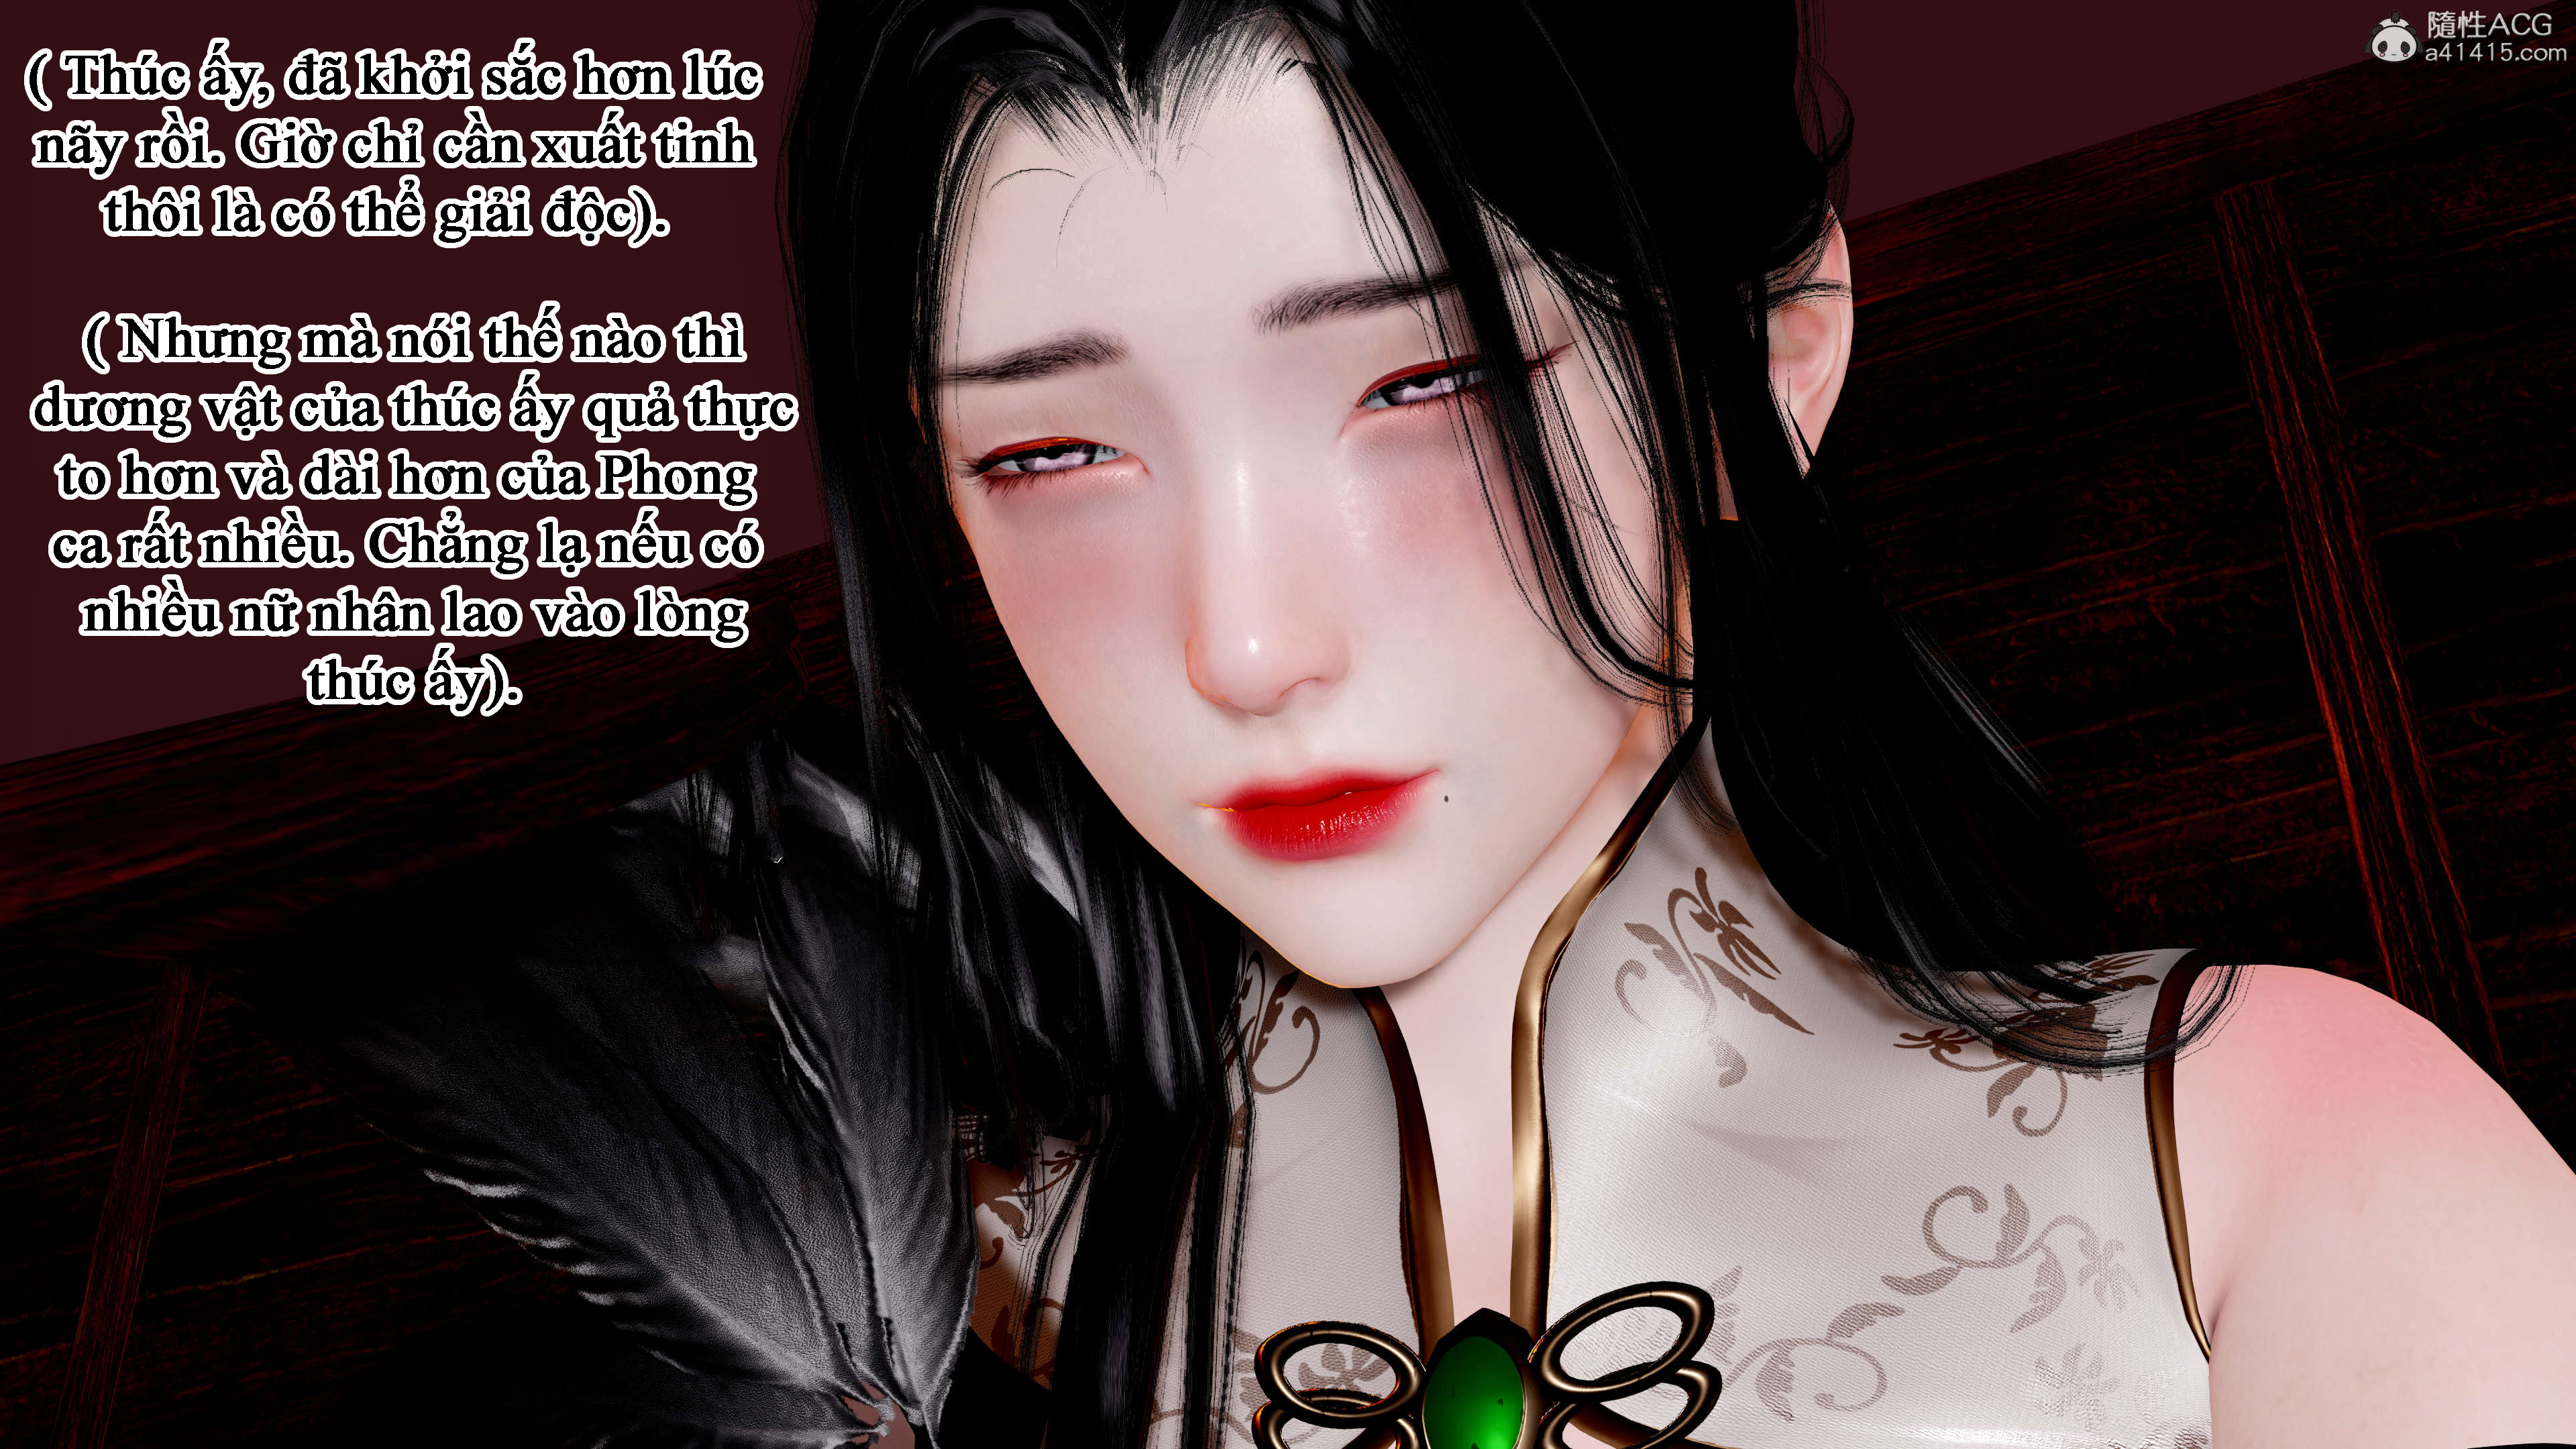 隨性ACG
a41415.com
( Thúc ấy, đã khởi sắc hơn lúc
nãy rồi. Giờ chỉ cần xuất tinh
thôi là có thể giải độc).
( Nhưng mà nói thế nào thì
dương vật của thúc ấy quả thực
to hơn và dài hơn của Phong
ca rất nhiều. Chẳng lạ nếu có
nhiều nữ nhân lao vào lòng
thúc ấy).